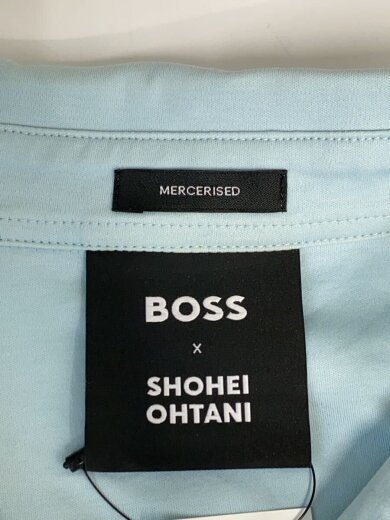 MERCERISED
BOSS
x
SHOHEI
OHTANI